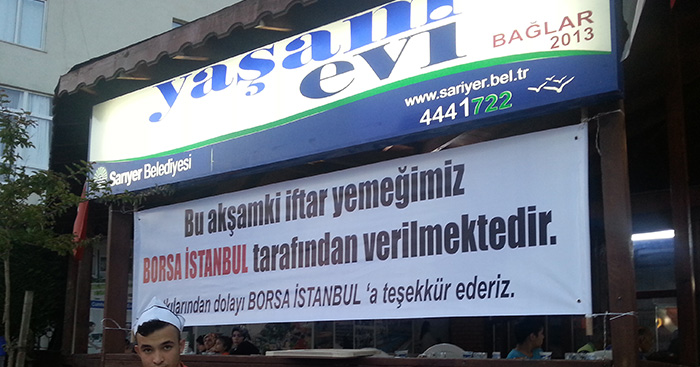 yaşam
evi
BAĞLAR
2013
www.sariyer.bel.tr
4441722
Sarıyer Belediyesi
Bu akşamki iftar yemeğimiz
BORSA İSTANBUL tarafından verilmektedir.
dolayı BORSA İSTANBUL 'a teşekkür ederiz.